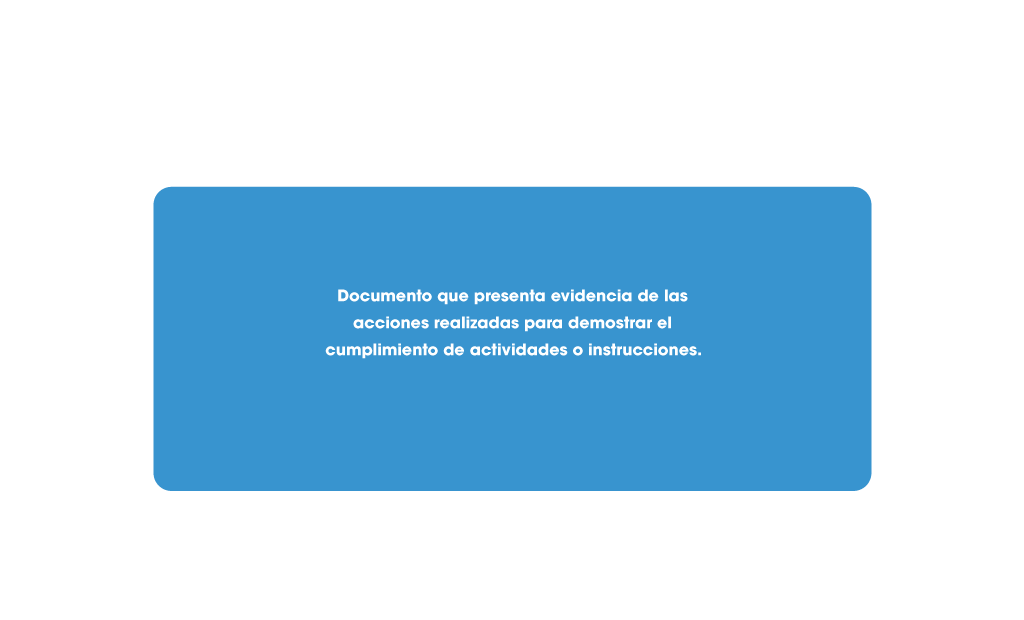 Documento que presenta evidencia de las
acciones realizadas para demostrar el
cumplimiento de actividades o instrucciones.